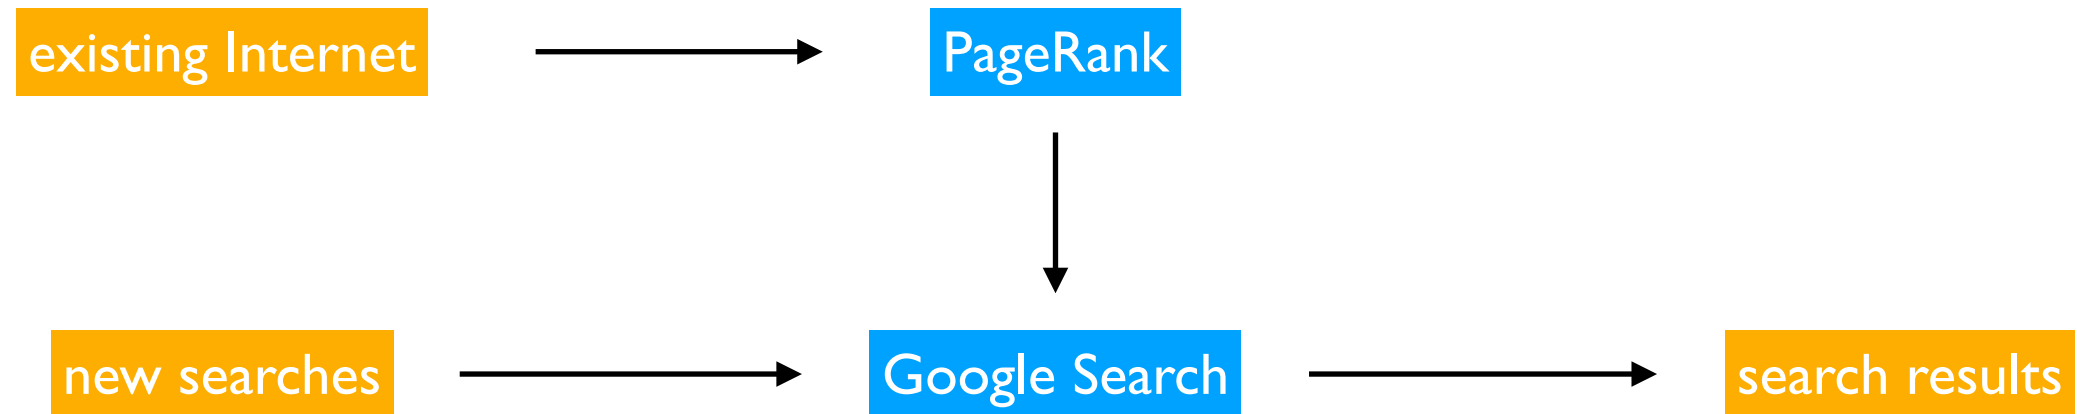 existing Internet
PageRank
new searches
Google Search
search results